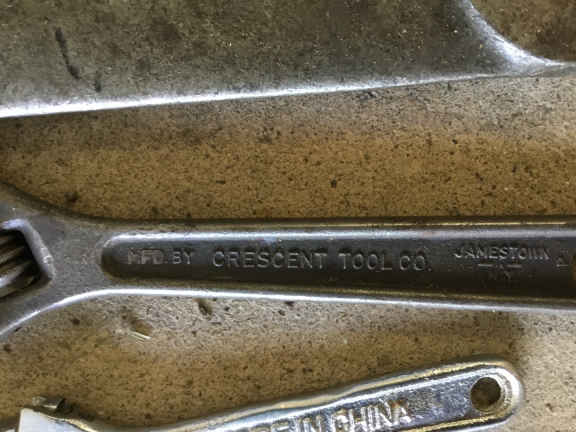 MFD. BY CRESCENT TOOL CO.
JAMESTOWN
N.Y.
IN CHINA